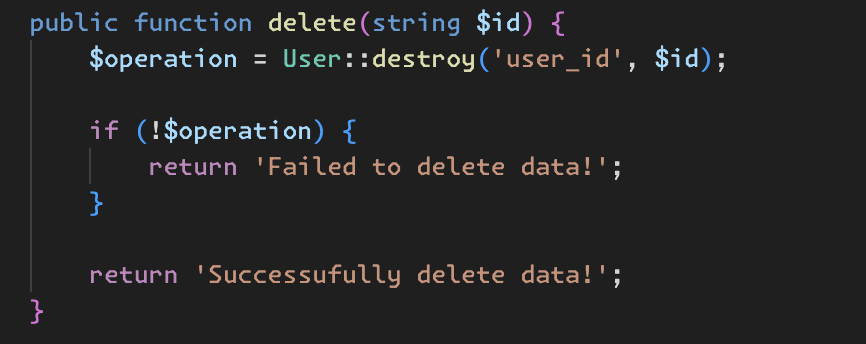 public function delete(string $id) {
$operation = User::destroy('user_id', $id);
if (!$operation) {
return 'Failed to delete data!';
}
return 'Successufully delete data!';
}